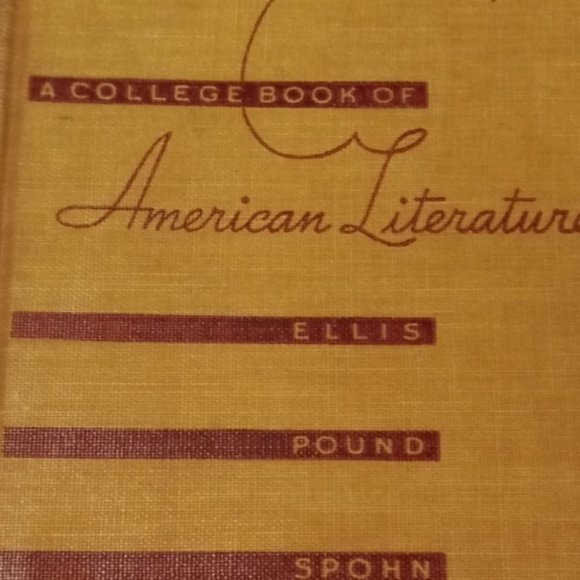 A COLLEGE BOOK OF
American Literature
ELLIS
POUND
SPOHN